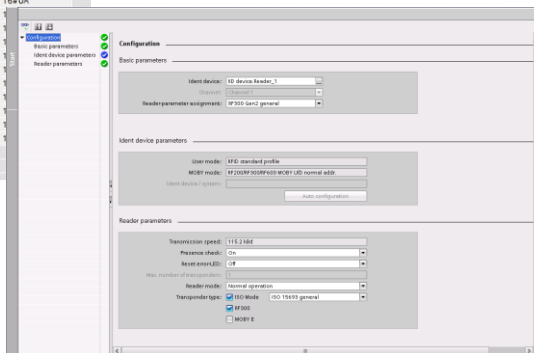 Start
Configuration
Basic parameters
Ident device parameters
Reader parameters
Configuration
Basic parameters
Ident device: ID device.Reader_1
Channel: Channel 1
Reader parameter assignment: RF300 Gen2 general
Ident device parameters
User mode: RFID standard profile
MOBY mode: RF200/RF300/RF600 MOBY U/D normal addr.
Ident device / system:
Auto configuration
Reader parameters
Transmission speed: 115.2 kBd
Presence check: On
Reset error LED: Off
Max. number of transponders: 1
Reader mode: Normal operation
Transponder type: ISO Mode ISO 15693 general
RF300
MOBY E